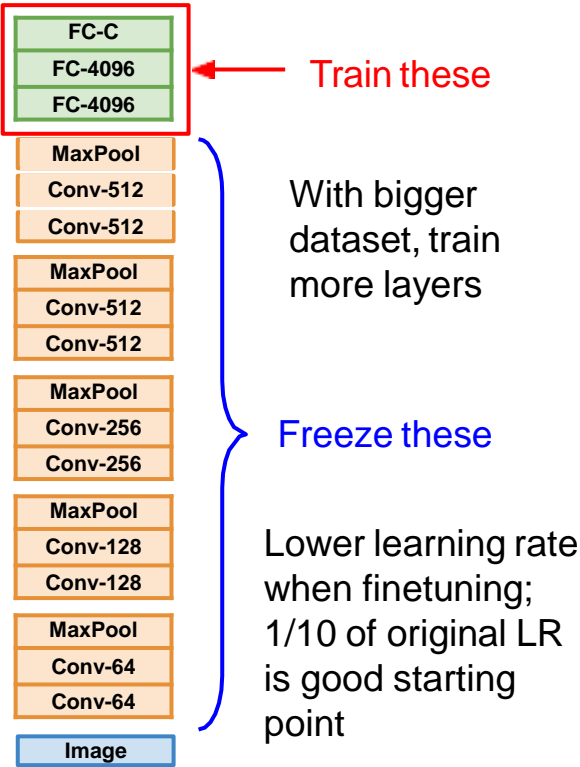 FC-C
FC-4096
FC-4096
Train these
MaxPool
Conv-512
Conv-512
With bigger
dataset, train
more layers
MaxPool
Conv-512
Conv-512
MaxPool
Conv-256
Conv-256
Freeze these
MaxPool
Conv-128
Conv-128
Lower learning rate
when finetuning;
1/10 of original LR
is good starting
point
MaxPool
Conv-64
Conv-64
Image